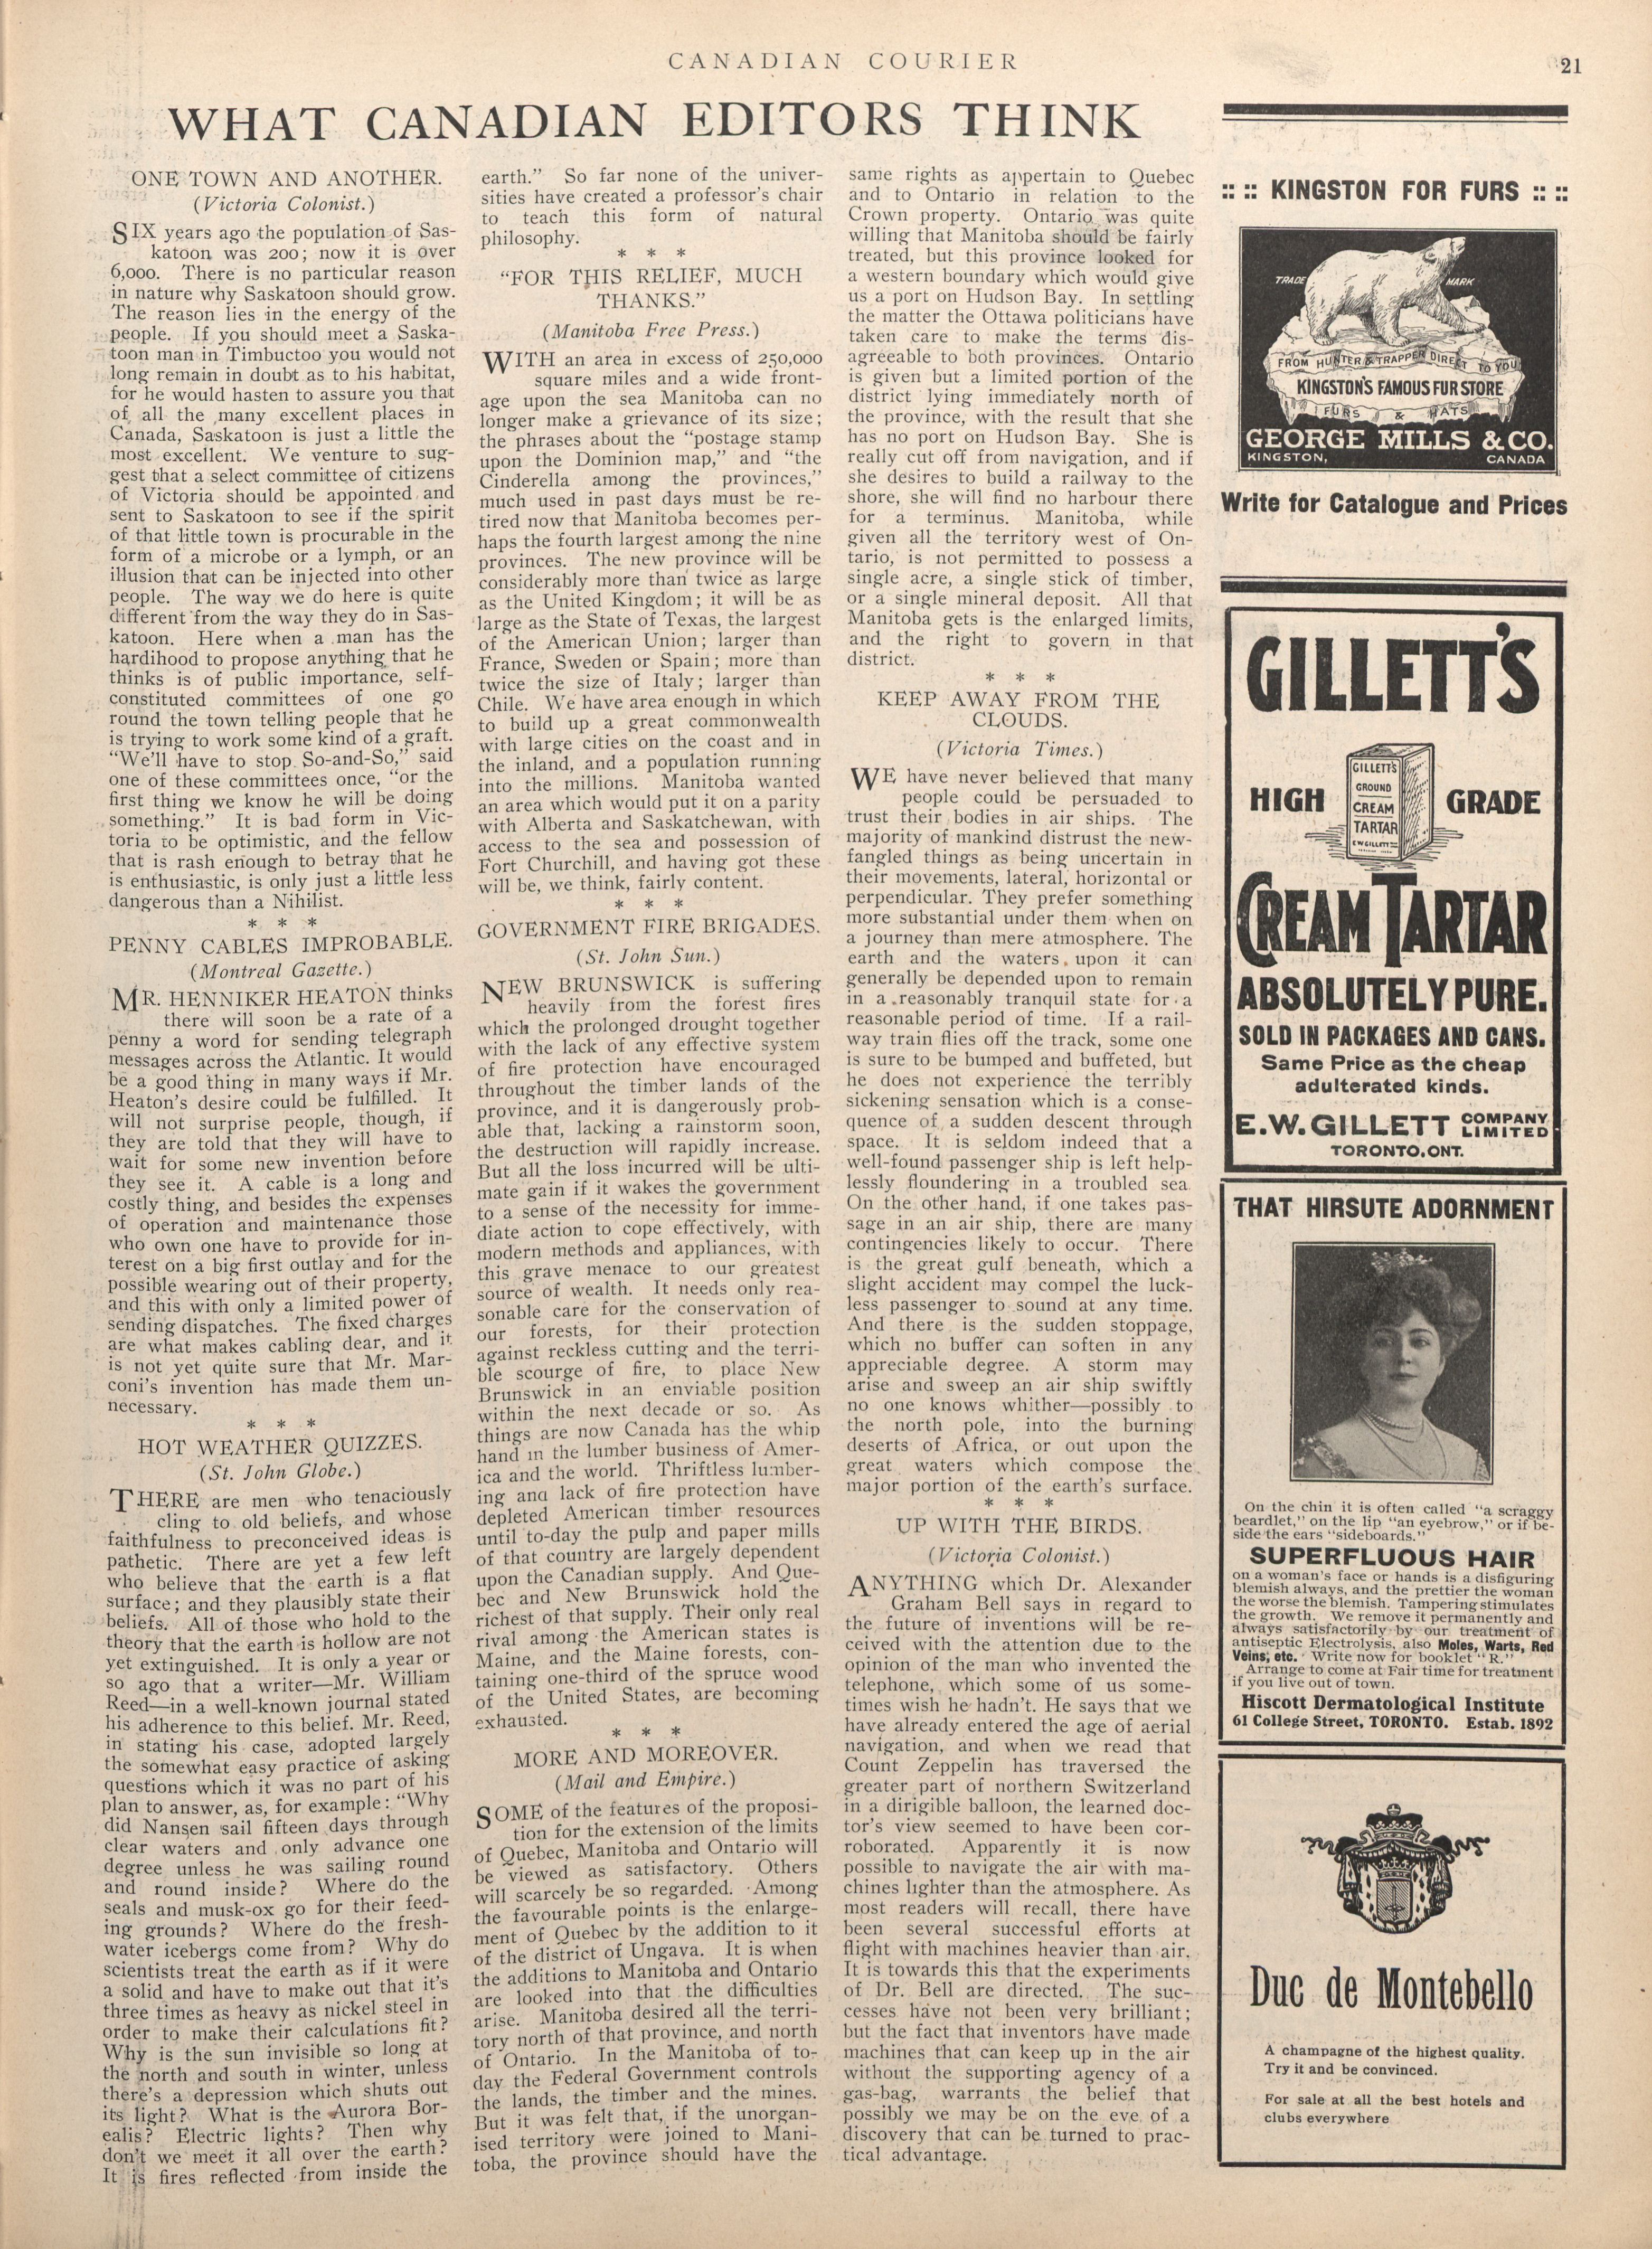 CANADIAN COURIER
21
WHAT CANADIAN EDITORS THINK
ONE TOWN AND ANOTHER.
(Victoria Colonist.)
SIX years ago the population of Sas-
katoon was 200; now it is over
6,000. There is no particular reason
in nature why Saskatoon should grow.
The reason lies in the energy of the
people. If you should meet a Saska-
toon man in Timbuctoo you would not
long remain in doubt as to his habitat,
for he would hasten to assure you that
of all the many excellent places in
Canada, Saskatoon is just a little the
most excellent. We venture to sug-
gest that a select committee of citizens
of Victoria should be appointed and
sent to Saskatoon to see if the spirit
of that little town is procurable in the
form of a microbe or a lymph, or an
illusion that can be injected into other
people. The way we do here is quite
different from the way they do in Sas-
katoon. Here when a man has the
hardihood to propose anything that he
thinks is of public importance, self-
constituted committees of one go
round the town telling people that he
is trying to work some kind of a graft.
"We'll have to stop So-and-So," said
one of these committees once, "or the
first thing we know he will be doing
something." It is bad form in Vic-
toria to be optimistic, and the fellow
that is rash enough to betray that he
is enthusiastic, is only just a little less
dangerous than a Nihilist.
* * *
PENNY CABLES IMPROBABLE.
(Montreal Gazette.)
MR. HENNIKER HEATON thinks
there will soon be a rate of a
penny a word for sending telegraph
messages across the Atlantic. It would
be a good thing in many ways if Mr.
Heaton's desire could be fulfilled. It
will not surprise people, though, if
they are told that they will have to
wait for some new invention before
they see it. A cable is a long and
costly thing, and besides the expenses
of operation and maintenance those
who own one have to provide for in-
terest on a big first outlay and for the
possible wearing out of their property,
and this with only a limited power of
sending dispatches. The fixed charges
are what makes cabling dear, and it
is not yet quite sure that Mr. Mar-
coni's invention has made them un-
necessary.
* * *
HOT WEATHER QUIZZES.
(St. John Globe.)
THERE are men who tenaciously
cling to old beliefs, and whose
faithfulness to preconceived ideas is
pathetic. There are yet a few left
who believe that the earth is a flat
surface; and they plausibly state their
beliefs. All of those who hold to the
theory that the earth is hollow are not
yet extinguished. It is only a year or
so ago that a writer—Mr. William
Reed—in a well-known journal stated
his adherence to this belief. Mr. Reed,
in stating his case, adopted largely
the somewhat easy practice of asking
questions which it was no part of his
plan to answer, as, for example: "Why
did Nansen sail fifteen days through
clear waters and only advance one
degree unless he was sailing round
and round inside? Where do the
seals and musk-ox go for their feed-
ing grounds? Where do the fresh-
water icebergs come from? Why do
scientists treat the earth as if it were
a solid and have to make out that it's
three times as heavy as nickel steel in
order to make their calculations fit?
Why is the sun invisible so long at
the north and south in winter, unless
there's a depression which shuts out
its light? What is the Aurora Bor-
ealis? Electric lights? Then why
don't we meet it all over the earth?
It is fires reflected from inside the
earth." So far none of the univer-
sities have created a professor's chair
to teach this form of natural
philosophy.
* * *
"FOR THIS RELIEF, MUCH
THANKS."
(Manitoba Free Press.)
WITH an area in excess of 250,000
square miles and a wide front-
age upon the sea Manitoba can no
longer make a grievance of its size;
the phrases about the "postage stamp
upon the Dominion map," and "the
Cinderella among the provinces,"
much used in past days must be re-
tired now that Manitoba becomes per-
haps the fourth largest among the nine
provinces. The new province will be
considerably more than twice as large
as the United Kingdom; it will be as
large as the State of Texas, the largest
of the American Union; larger than
France, Sweden or Spain; more than
twice the size of Italy; larger than
Chile. We have area enough in which
to build up a great commonwealth
with large cities on the coast and in
the inland, and a population running
into the millions. Manitoba wanted
an area which would put it on a parity
with Alberta and Saskatchewan, with
access to the sea and possession of
Fort Churchill, and having got these
will be, we think, fairly content.
* * *
GOVERNMENT FIRE BRIGADES.
(St. John Sun.)
NEW BRUNSWICK is suffering
heavily from the forest fires
which the prolonged drought together
with the lack of any effective system
of fire protection have encouraged
throughout the timber lands of the
province, and it is dangerously prob-
able that, lacking a rainstorm soon,
the destruction will rapidly increase.
But all the loss incurred will be ulti-
mate gain if it wakes the government
to a sense of the necessity for imme-
diate action to cope effectively, with
modern methods and appliances, with
this grave menace to our greatest
source of wealth. It needs only rea-
sonable care for the conservation of
our forests, for their protection
against reckless cutting and the terri-
ble scourge of fire, to place New
Brunswick in an enviable position
within the next decade or so. As
things are now Canada has the whip
hand in the lumber business of Amer-
ica and the world. Thriftless lumber-
ing and lack of fire protection have
depleted American timber resources
until to-day the pulp and paper mills
of that country are largely dependent
upon the Canadian supply. And Que-
bec and New Brunswick hold the
richest of that supply. Their only real
rival among the American states is
Maine, and the Maine forests, con-
taining one-third of the spruce wood
of the United States, are becoming
exhausted.
* * *
MORE AND MOREOVER.
(Mail and Empire.)
SOME of the features of the proposi-
tion for the extension of the limits
of Quebec, Manitoba and Ontario will
be viewed as satisfactory. Others
will scarcely be so regarded. Among
the favourable points is the enlarge-
ment of Quebec by the addition to it
of the district of Ungava. It is when
the additions to Manitoba and Ontario
are looked into that the difficulties
arise. Manitoba desired all the terri-
tory north of that province, and north
of Ontario. In the Manitoba of to-
day the Federal Government controls
the lands, the timber and the mines.
But it was felt that, if the unorgan-
ised territory were joined to Mani-
toba, the province should have the
same rights as appertain to Quebec
and to Ontario in relation to the
Crown property. Ontario was quite
willing that Manitoba should be fairly
treated, but this province looked for
a western boundary which would give
us a port on Hudson Bay. In settling
the matter the Ottawa politicians have
taken care to make the terms dis-
agreeable to both provinces. Ontario
is given but a limited portion of the
district lying immediately north of
the province, with the result that she
has no port on Hudson Bay. She is
really cut off from navigation, and if
she desires to build a railway to the
shore, she will find no harbour there
for a terminus. Manitoba, while
given all the territory west of On-
tario, is not permitted to possess a
single acre, a single stick of timber,
or a single mineral deposit. All that
Manitoba gets is the enlarged limits,
and the right to govern in that
district.
* * *
KEEP AWAY FROM THE
CLOUDS.
(Victoria Times.)
WE have never believed that many
people could be persuaded to
trust their bodies in air ships. The
majority of mankind distrust the new-
fangled things as being uncertain in
their movements, lateral, horizontal or
perpendicular. They prefer something
more substantial under them when on
a journey than mere atmosphere. The
earth and the waters upon it can
generally be depended upon to remain
in a reasonably tranquil state for a
reasonable period of time. If a rail-
way train flies off the track, some one
is sure to be bumped and buffeted, but
he does not experience the terribly
sickening sensation which is a conse-
quence of a sudden descent through
space. It is seldom indeed that a
well-found passenger ship is left help-
lessly floundering in a troubled sea
On the other hand, if one takes pas-
sage in an air ship, there are many
contingencies likely to occur. There
is the great gulf beneath, which a
slight accident may compel the luck-
less passenger to sound at any time.
And there is the sudden stoppage,
which no buffer can soften in any
appreciable degree. A storm may
arise and sweep an air ship swiftly
no one knows whither—possibly to
the north pole, into the burning
deserts of Africa, or out upon the
great waters which compose the
major portion of the earth's surface.
* * *
UP WITH THE BIRDS.
(Victoria Colonist.)
ANYTHING which Dr. Alexander
Graham Bell says in regard to
the future of inventions will be re-
ceived with the attention due to the
opinion of the man who invented the
telephone, which some of us some-
times wish he hadn't. He says that we
have already entered the age of aerial
navigation, and when we read that
Count Zeppelin has traversed the
greater part of northern Switzerland
in a dirigible balloon, the learned doc-
tor's view seemed to have been cor-
roborated. Apparently it is now
possible to navigate the air with ma-
chines lighter than the atmosphere. As
most readers will recall, there have
been several successful efforts at
flight with machines heavier than air.
It is towards this that the experiments
of Dr. Bell are directed. The suc-
cesses have not been very brilliant;
but the fact that inventors have made
machines that can keep up in the air
without the supporting agency of a
gas-bag, warrants the belief that
possibly we may be on the eve of a
discovery that can be turned to prac-
tical advantage.
:: :: KINGSTON FOR FURS :: ::
TRADE MARK
FROM HUNTER & TRAPPER DIRECT TO YOU
KINGSTON'S FAMOUS FUR STORE
FURS & HATS
GEORGE MILLS & CO.
KINGSTON, CANADA
Write for Catalogue and Prices
GILLETT'S
HIGH GRADE
GILLETT'S
GROUND
CREAM
TARTAR
E W GILLETT
CREAM TARTAR
ABSOLUTELY PURE.
SOLD IN PACKAGES AND CANS.
Same Price as the cheap
adulterated kinds.
E.W. GILLETT COMPANY LIMITED
TORONTO, ONT.
THAT HIRSUTE ADORNMENT
On the chin it is often called "a scraggy
beardlet," on the lip "an eyebrow," or if be-
side the ears "sideboards."
SUPERFLUOUS HAIR
on a woman's face or hands is a disfiguring
blemish always, and the prettier the woman
the worse the blemish. Tampering stimulates
the growth. We remove it permanently and
always satisfactorily by our treatment of
antiseptic Electrolysis, also Moles, Warts, Red
Veins, etc. Write now for booklet "R."
Arrange to come at Fair time for treatment
if you live out of town.
Hiscott Dermatological Institute
61 College Street, TORONTO. Estab. 1892
Duc de Montebello
A champagne of the highest quality.
Try it and be convinced.
For sale at all the best hotels and
clubs everywhere